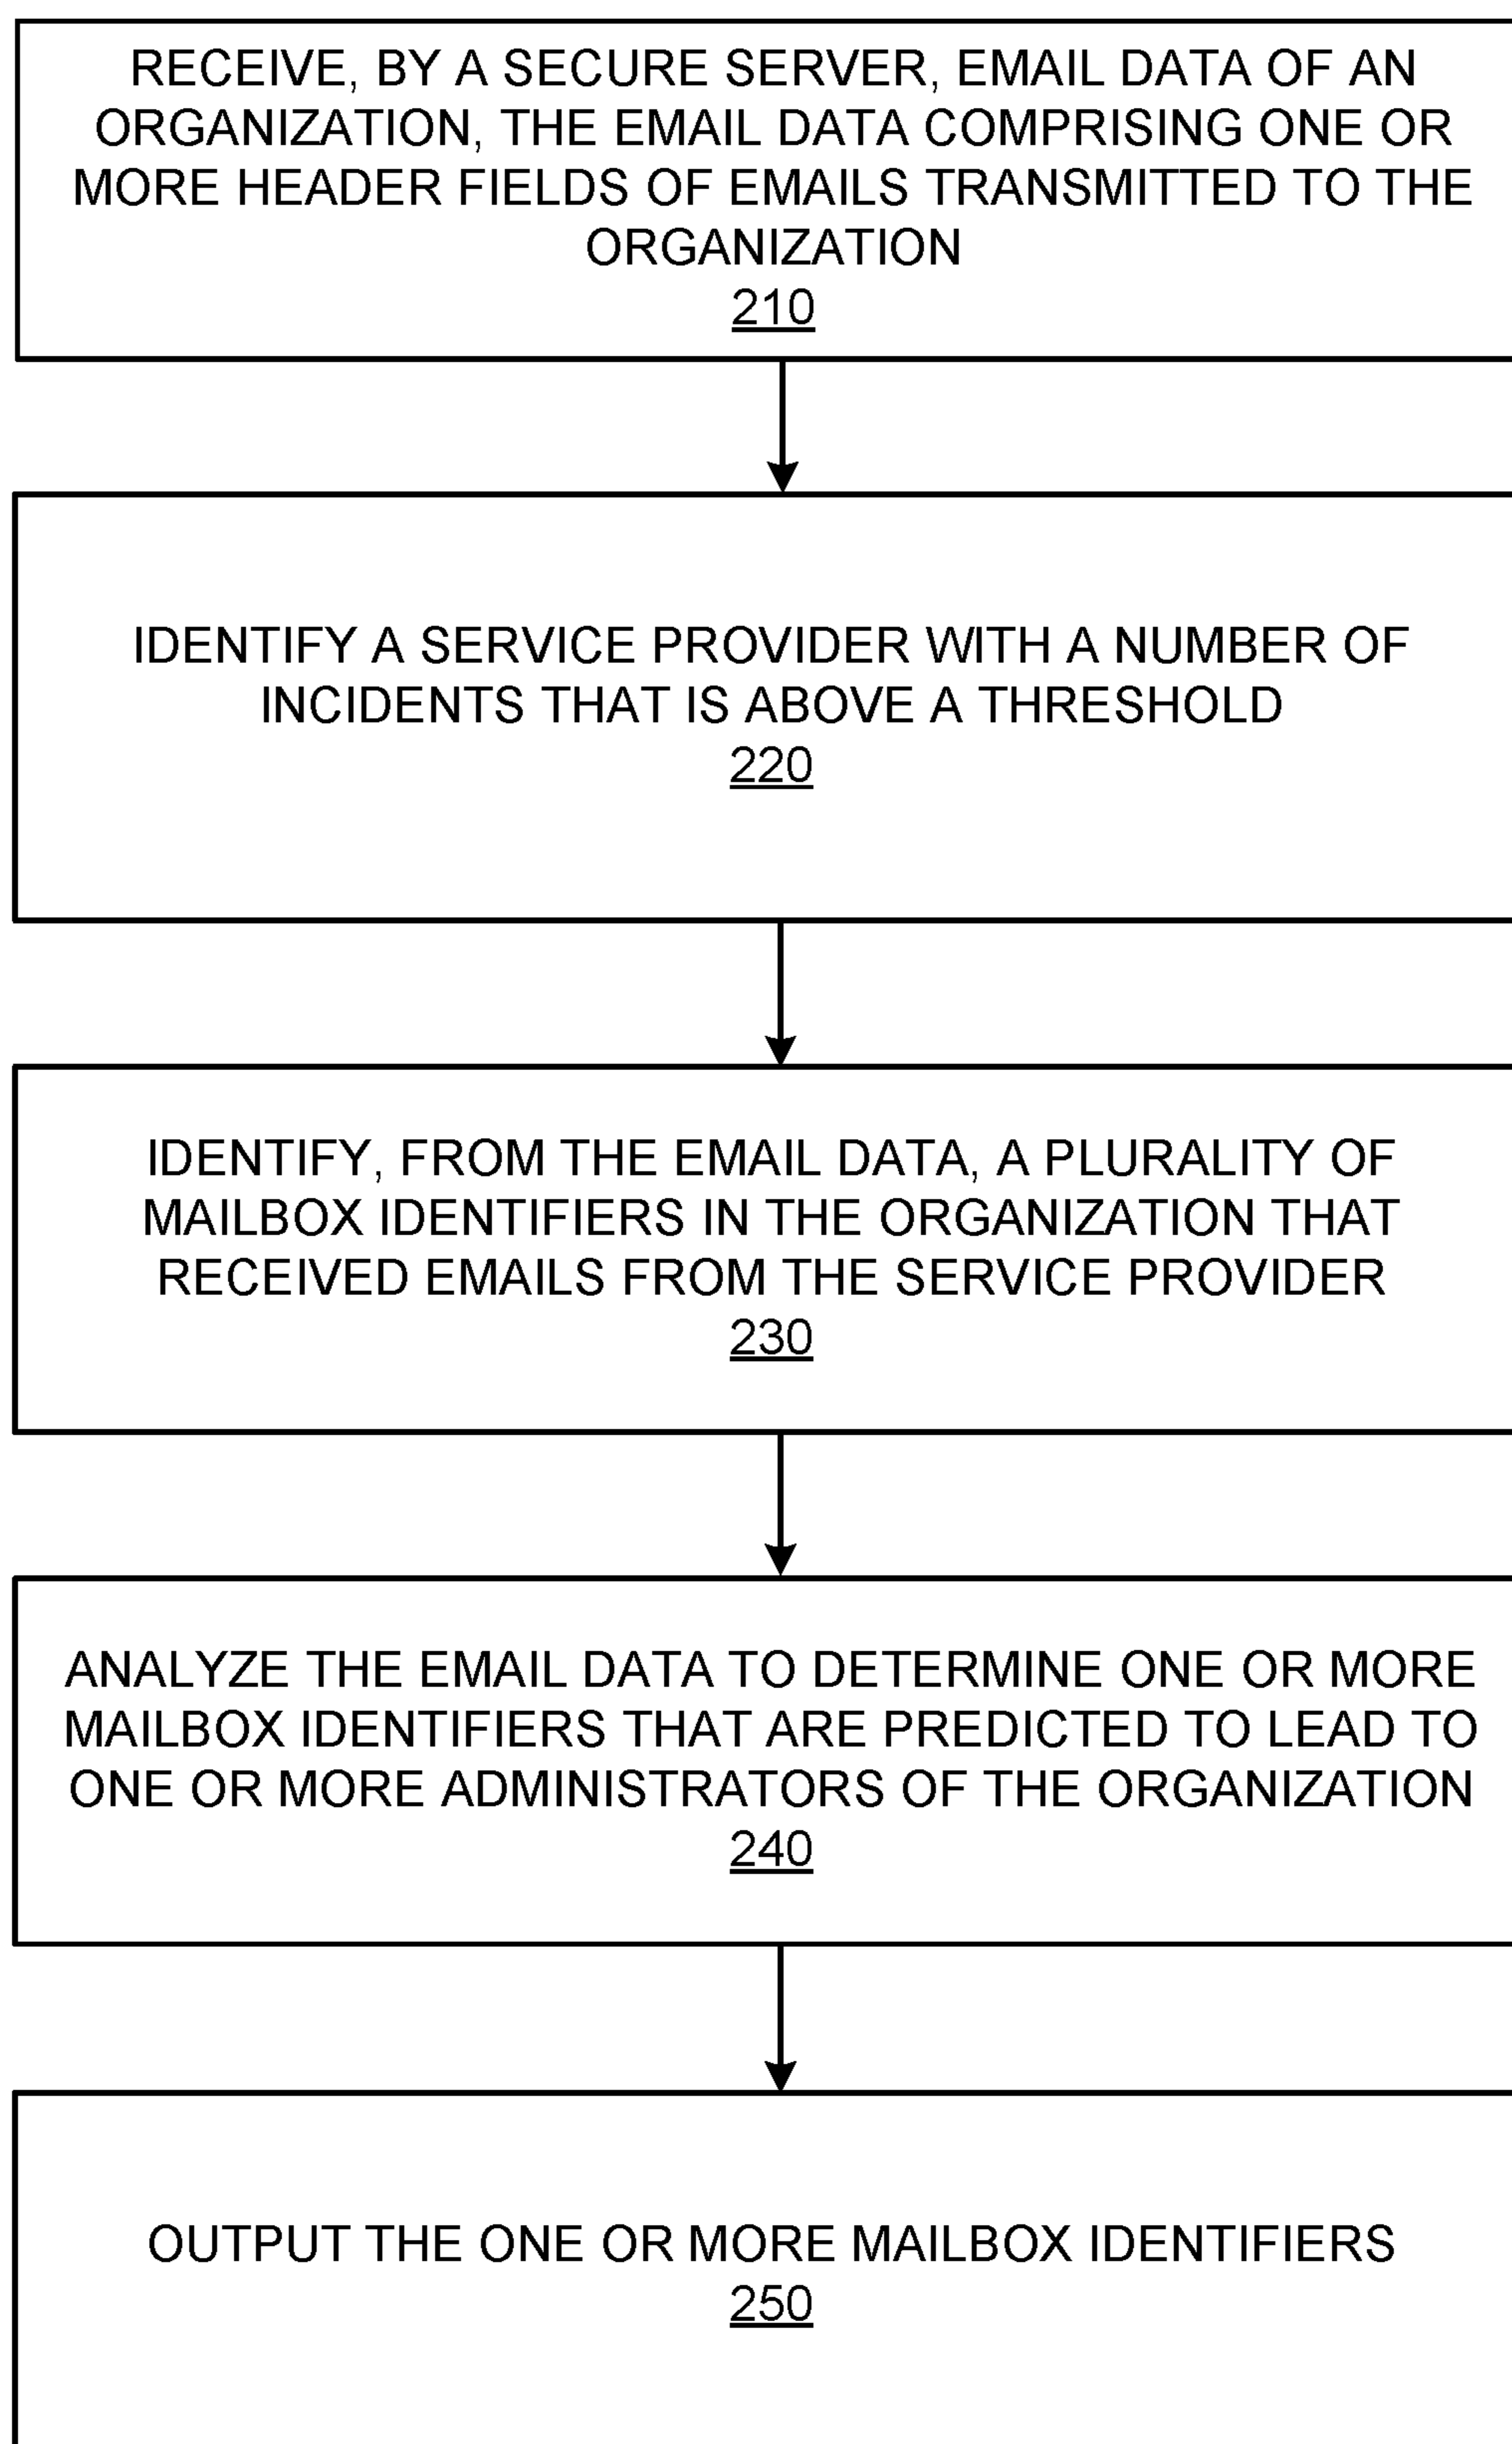 RECEIVE, BY A SECURE SERVER, EMAIL DATA OF AN
ORGANIZATION, THE EMAIL DATA COMPRISING ONE OR
MORE HEADER FIELDS OF EMAILS TRANSMITTED TO THE
ORGANIZATION
210
IDENTIFY A SERVICE PROVIDER WITH A NUMBER OF
INCIDENTS THAT IS ABOVE A THRESHOLD
220
IDENTIFY, FROM THE EMAIL DATA, A PLURALITY OF
MAILBOX IDENTIFIERS IN THE ORGANIZATION THAT
RECEIVED EMAILS FROM THE SERVICE PROVIDER
230
ANALYZE THE EMAIL DATA TO DETERMINE ONE OR MORE
MAILBOX IDENTIFIERS THAT ARE PREDICTED TO LEAD TO
ONE OR MORE ADMINISTRATORS OF THE ORGANIZATION
240
OUTPUT THE ONE OR MORE MAILBOX IDENTIFIERS
250